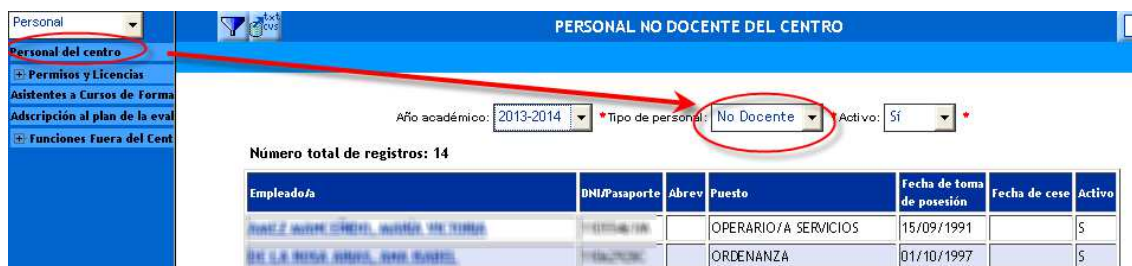 Personal
txt
cvs
PERSONAL NO DOCENTE DEL CENTRO
Personal del centro
Permisos y Licencias
Asistentes a Cursos de Forma
Adscripción al plan de la eval
Funciones Fuera del Cent
Año académico: 2013-2014 *Tipo de personal: No Docente *Activo: Sí *
Número total de registros: 14
Empleado/a DNI/Pasaporte Abrev Puesto Fecha de toma de posesión Fecha de cese Activo
OPERARIO/A SERVICIOS 15/09/1991 S
ORDENANZA 01/10/1997 S